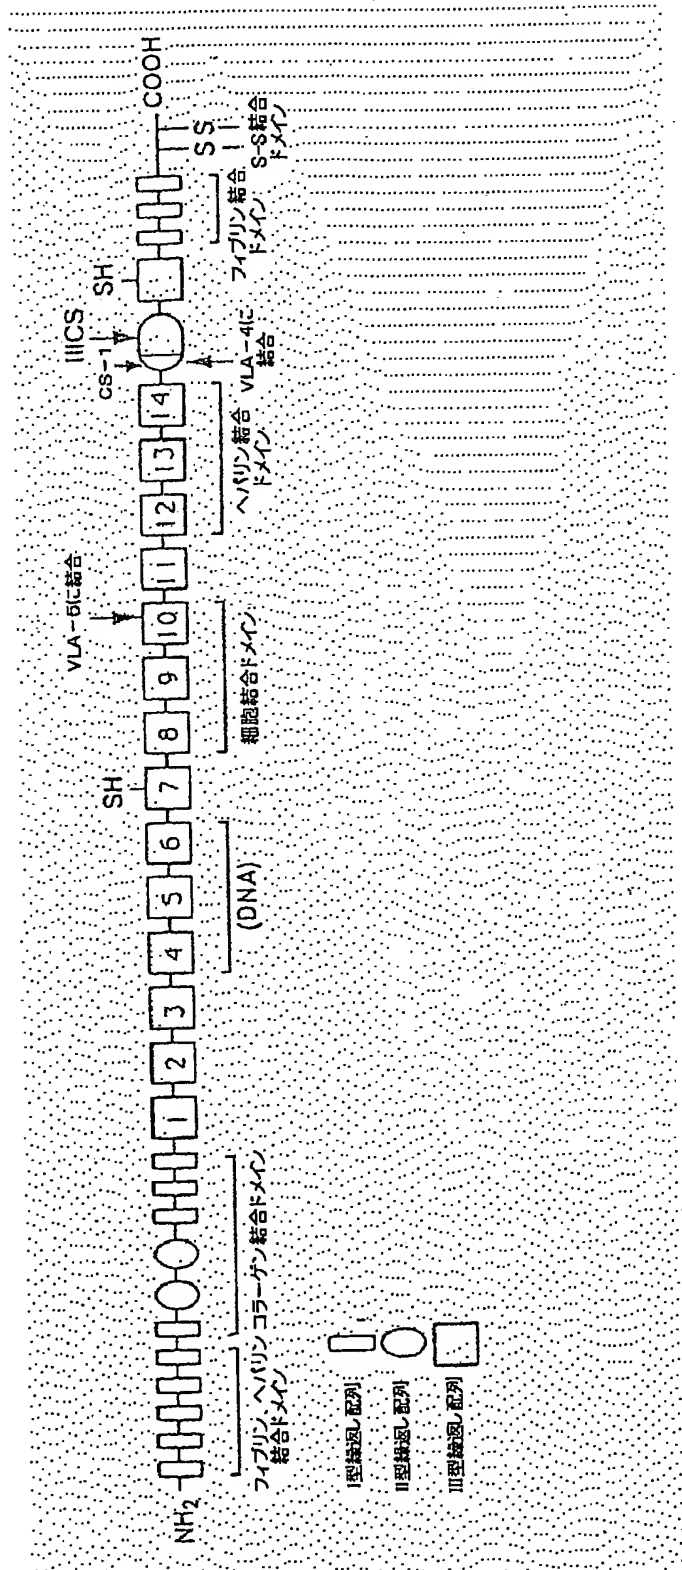 NH2
COOH
SH
SH
VLA-5に結合
CS-1
IIICS
1
2
3
4
5
6
7
8
9
10
11
12
13
14
フィブリン、ヘパリン
結合ドメイン
コラーゲン結合ドメイン
(DNA)
細胞結合ドメイン
ヘパリン結合
ドメイン
VLA-4に
結合
フィブリン結合
ドメイン
S S
S S
S-S結合
ドメイン
I型繰返し配列
II型繰返し配列
III型繰返し配列